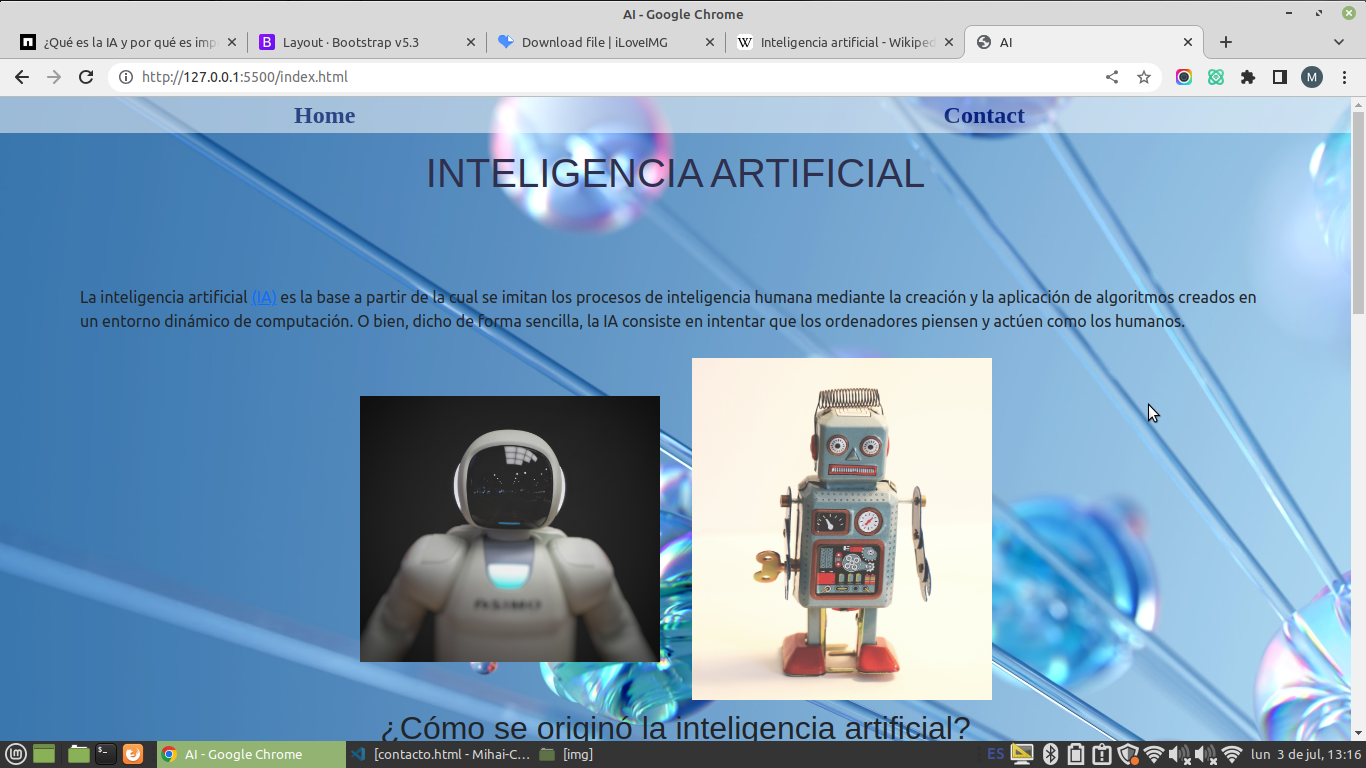 AI - Google Chrome
¿Qué es la IA y por qué es imp
Layout · Bootstrap v5.3
Download file | iLoveIMG
Inteligencia artificial - Wikiped
AI
http://127.0.0.1:5500/index.html
M
Home
Contact
INTELIGENCIA ARTIFICIAL
La inteligencia artificial (IA) es la base a partir de la cual se imitan los procesos de inteligencia humana mediante la creación y la aplicación de algoritmos creados en
un entorno dinámico de computación. O bien, dicho de forma sencilla, la IA consiste en intentar que los ordenadores piensen y actúen como los humanos.
ASIMO
¿Cómo se originó la inteligencia artificial?
AI - Google Chrome
[contacto.html - Mihai-C...
[img]
ES
lun 3 de jul, 13:16